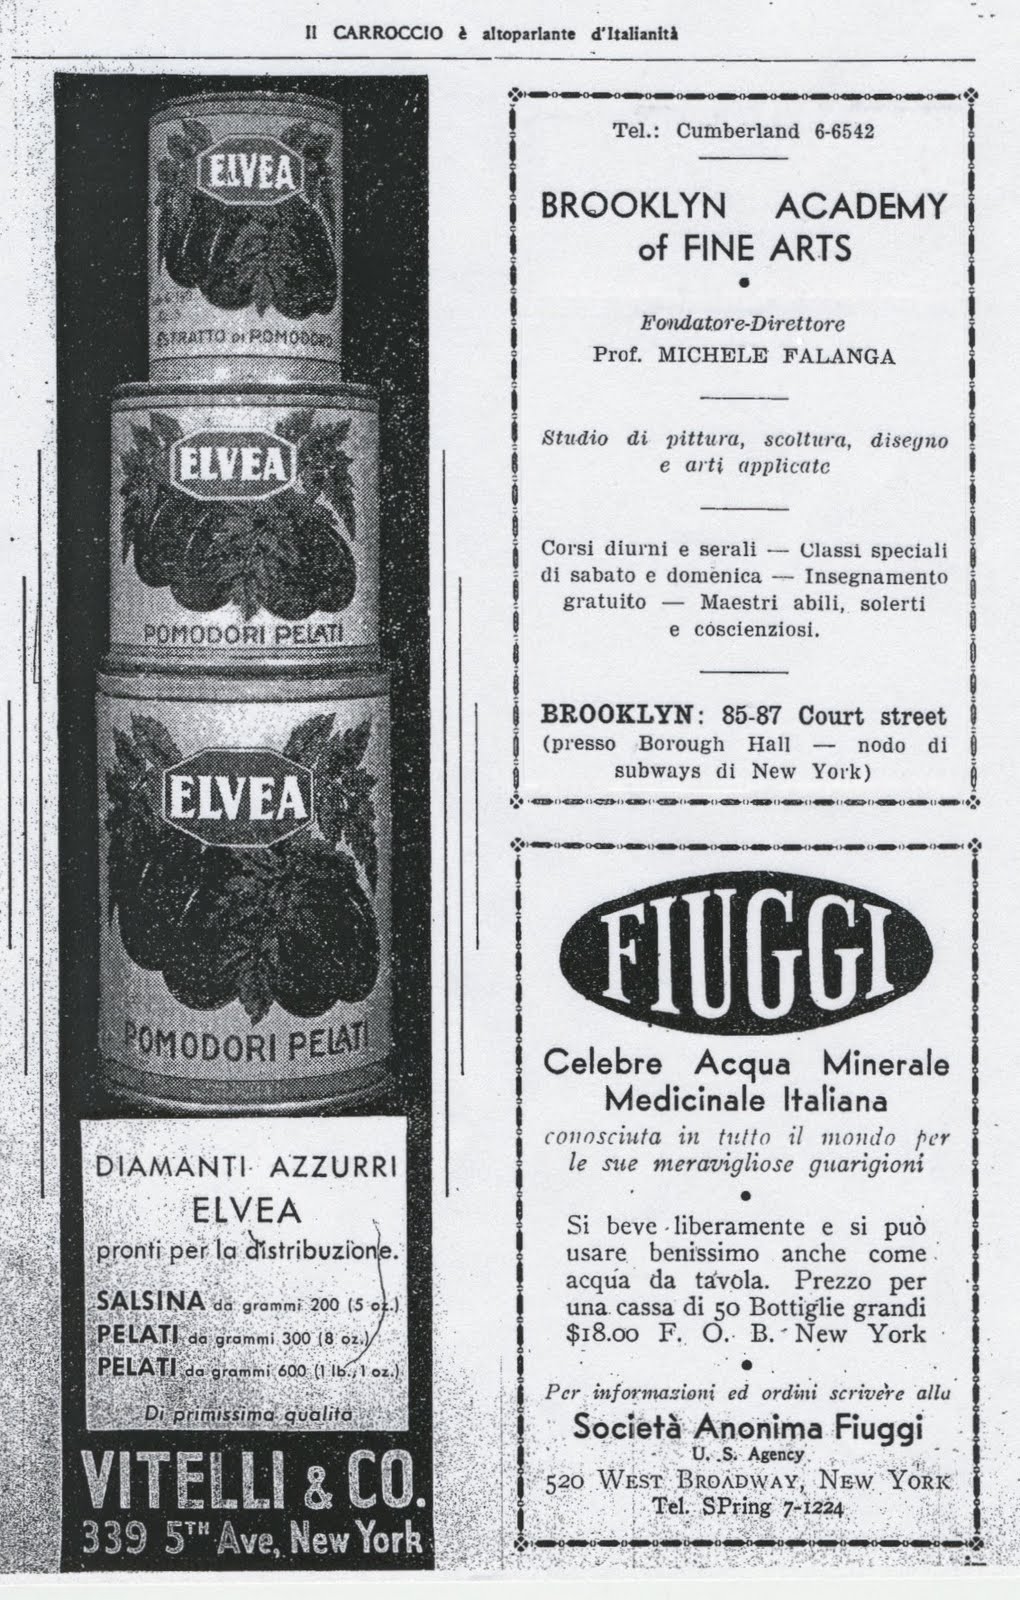 Il CARROCCIO è altoparlante d'Italianità
ELVEA
ESTRATTO DI POMODORO
ELVEA
POMODORI PELATI
ELVEA
POMODORI PELATI
DIAMANTI AZZURRI
ELVEA
pronti per la distribuzione.
SALSINA da grammi 200 (5 oz.)
PELATI da grammi 300 (8 oz.)
PELATI da grammi 600 (1 lb., 1 oz.)
Di primissima qualità
VITELLI & CO.
339 5TH Ave, New York
Tel.: Cumberland 6-6542
BROOKLYN ACADEMY
of FINE ARTS
Fondatore-Direttore
Prof. MICHELE FALANGA
Studio di pittura, scoltura, disegno
e arti applicate
Corsi diurni e serali — Classi speciali
di sabato e domenica — Insegnamento
gratuito — Maestri abili, solerti
e coscienziosi.
BROOKLYN: 85-87 Court street
(presso Borough Hall — nodo di
subways di New York)
FIUGGI
Celebre Acqua Minerale
Medicinale Italiana
conosciuta in tutto il mondo per
le sue meravigliose guarigioni
Si beve liberamente e si può
usare benissimo anche come
acqua da tavola. Prezzo per
una cassa di 50 Bottiglie grandi
$18.00 F. O. B. New York
Per informazioni ed ordini scrivere alla
Società Anonima Fiuggi
U. S. Agency
520 WEST BROADWAY, NEW YORK
Tel. SPring 7-1224